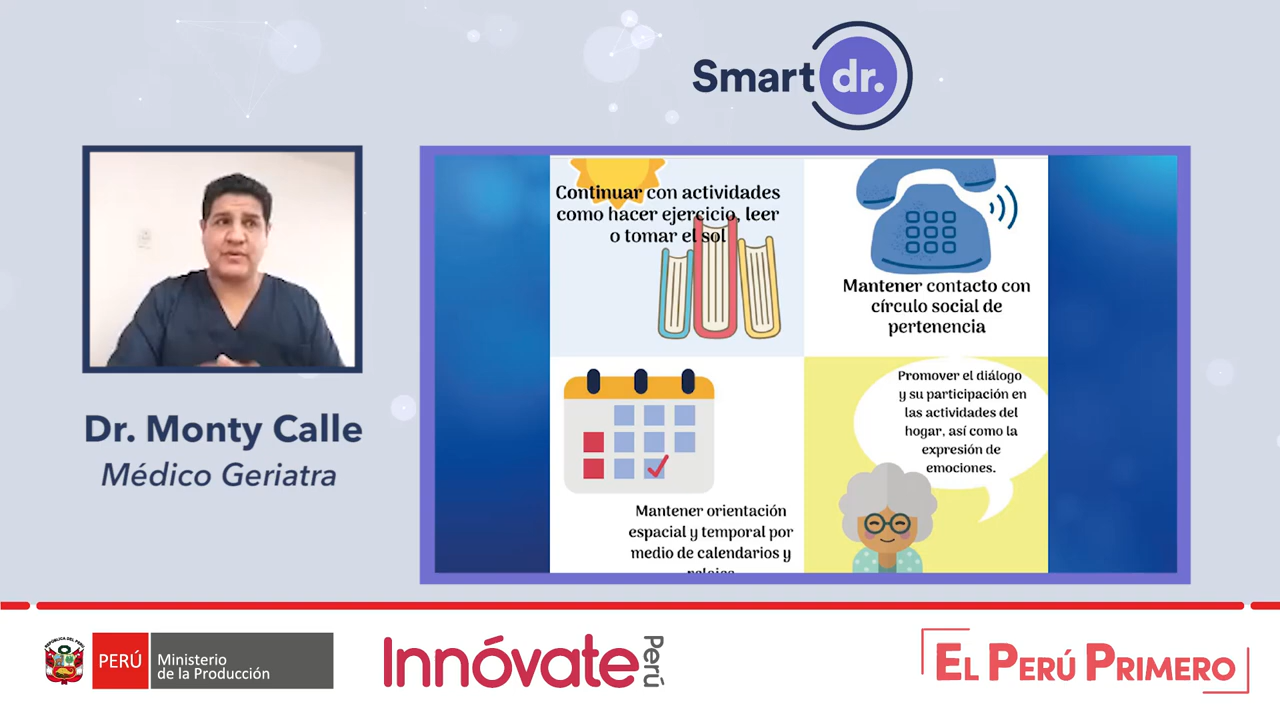 Smart dr.
Continuar con actividades
como hacer ejercicio, leer
o tomar el sol
Mantener contacto con
círculo social de
pertenencia
Mantener orientación
espacial y temporal por
medio de calendarios y
Promover el diálogo
y su participación en
las actividades del
hogar, así como la
expresión de
emociones.
Dr. Monty Calle
Médico Geriatra
REPÚBLICA DEL PERÚ
PERÚ
Ministerio
de la Producción
Innóvate Perú
EL PERÚ PRIMERO